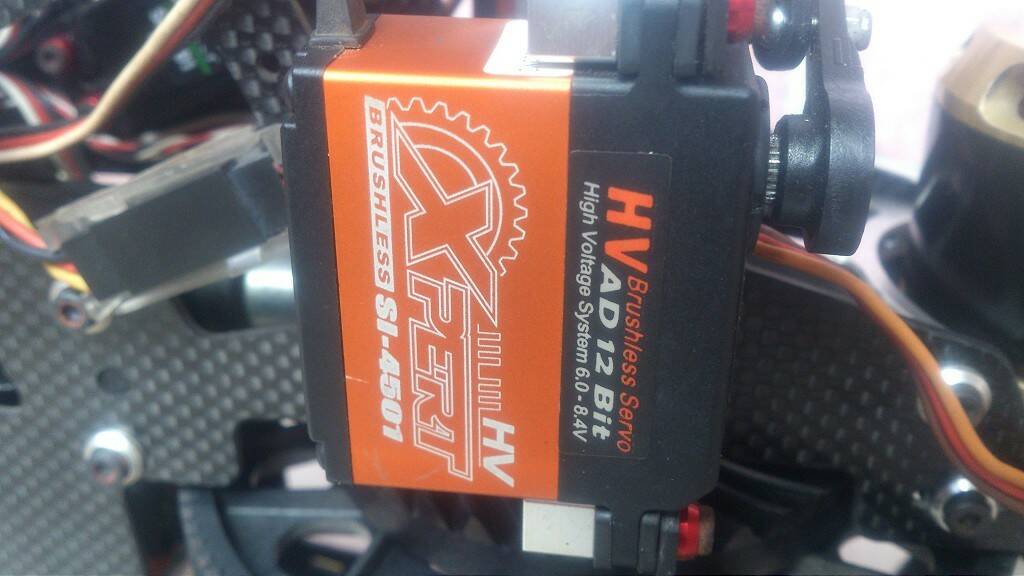 XPERT HV
BRUSHLESS SI-4501
HV Brushless Servo
AD 12 Bit
High Voltage System 6.0 - 8.4V